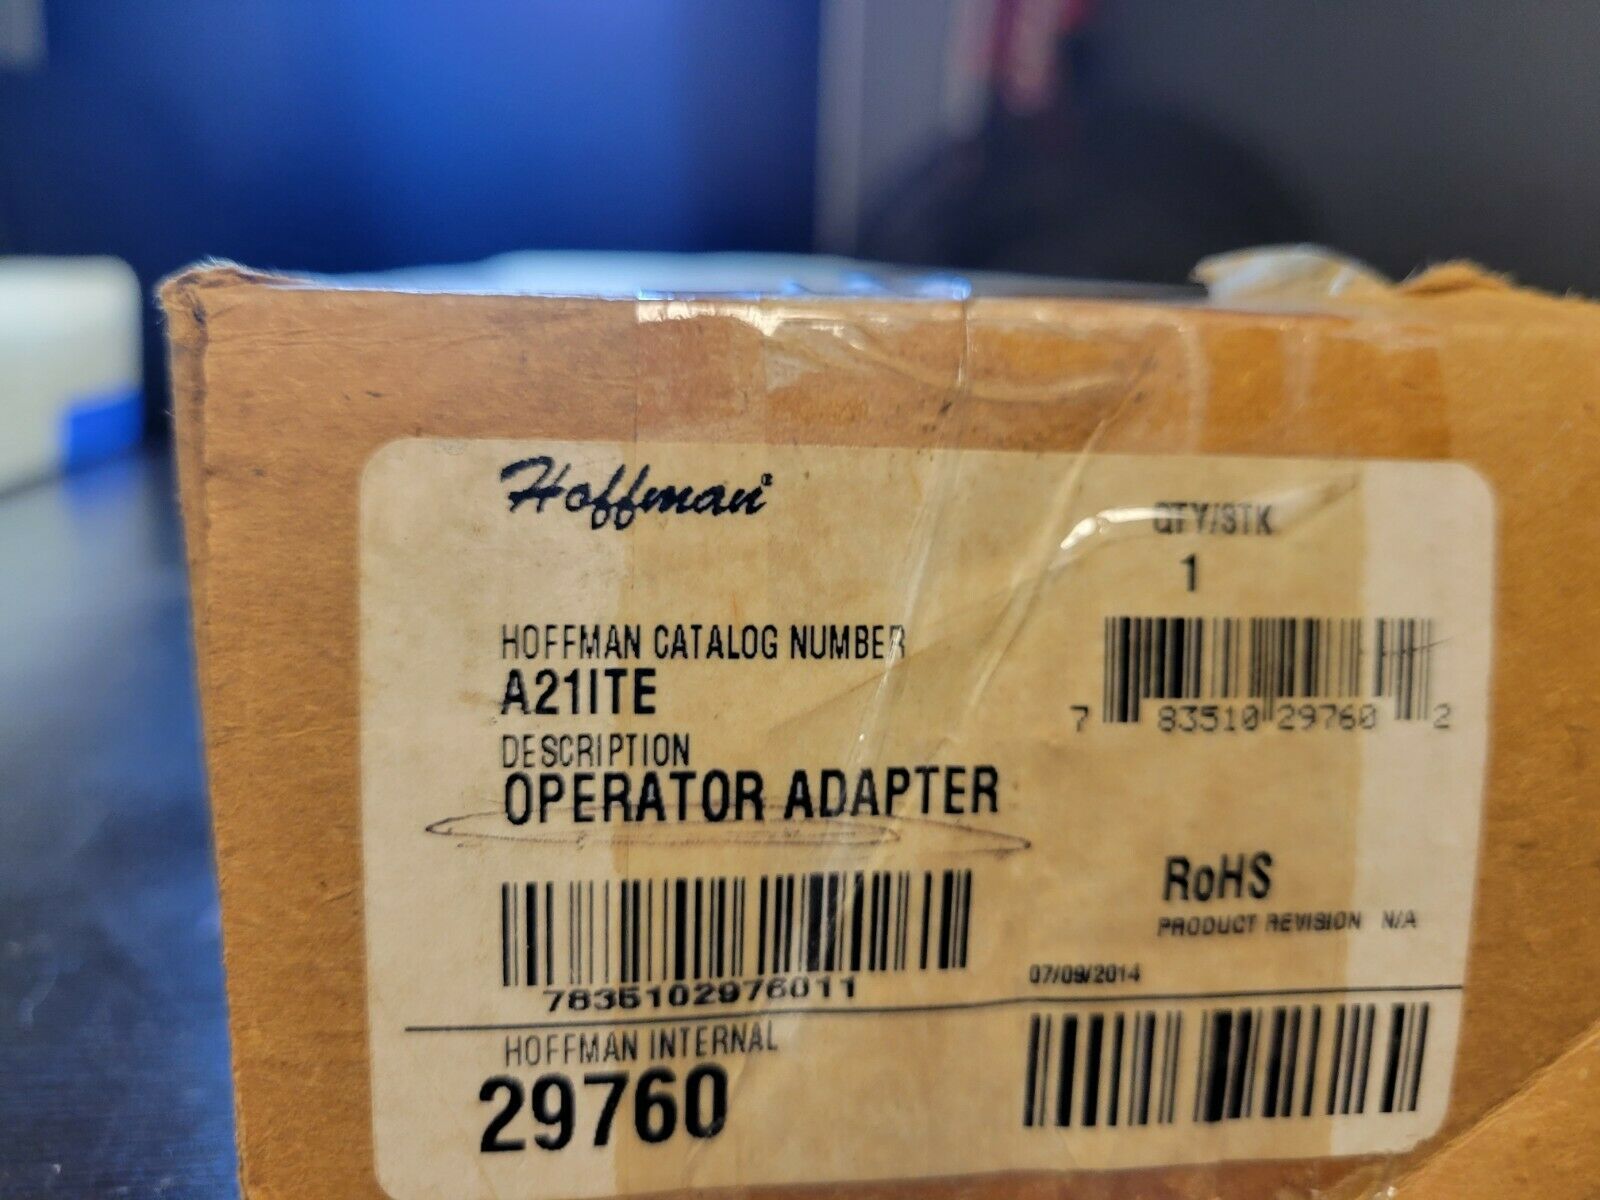 Hoffman
QTY/STK
1
HOFFMAN CATALOG NUMBER
A21ITE
7 83510 29760 2
DESCRIPTION
OPERATOR ADAPTER
RoHS
PRODUCT REVISION N/A
07/09/2014
7835102976011
HOFFMAN INTERNAL
29760